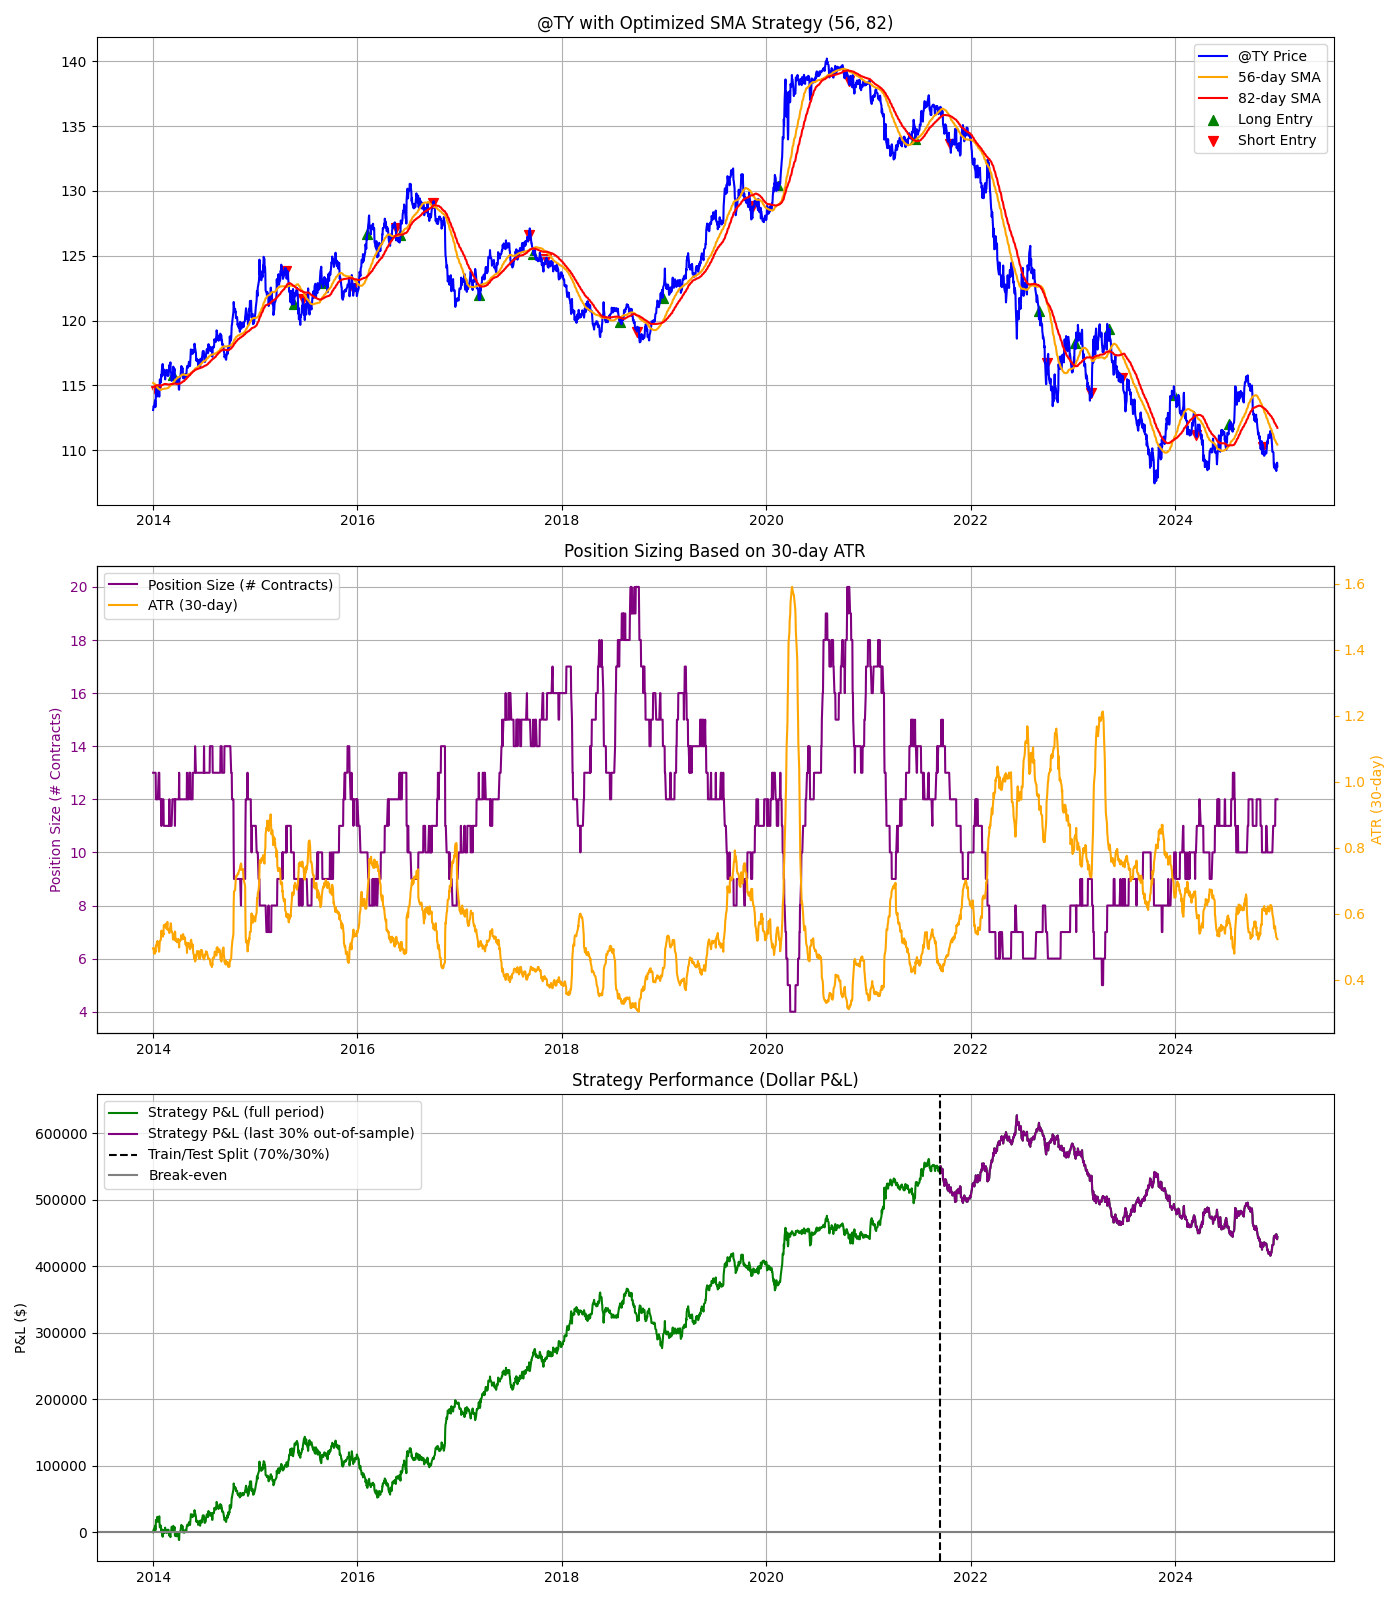 @TY with Optimized SMA Strategy (56, 82)
@TY Price
56-day SMA
82-day SMA
Long Entry
Short Entry
140
135
130
125
120
115
110
2014 2016 2018 2020 2022 2024
Position Sizing Based on 30-day ATR
Position Size (# Contracts)
ATR (30-day)
Position Size (# Contracts)
20
18
16
14
12
10
8
6
4
1.6
1.4
1.2
1.0
0.8
0.6
0.4
ATR (30-day)
2014 2016 2018 2020 2022 2024
Strategy Performance (Dollar P&L)
Strategy P&L (full period)
Strategy P&L (last 30% out-of-sample)
Train/Test Split (70%/30%)
Break-even
P&L ($)
600000
500000
400000
300000
200000
100000
0
2014 2016 2018 2020 2022 2024